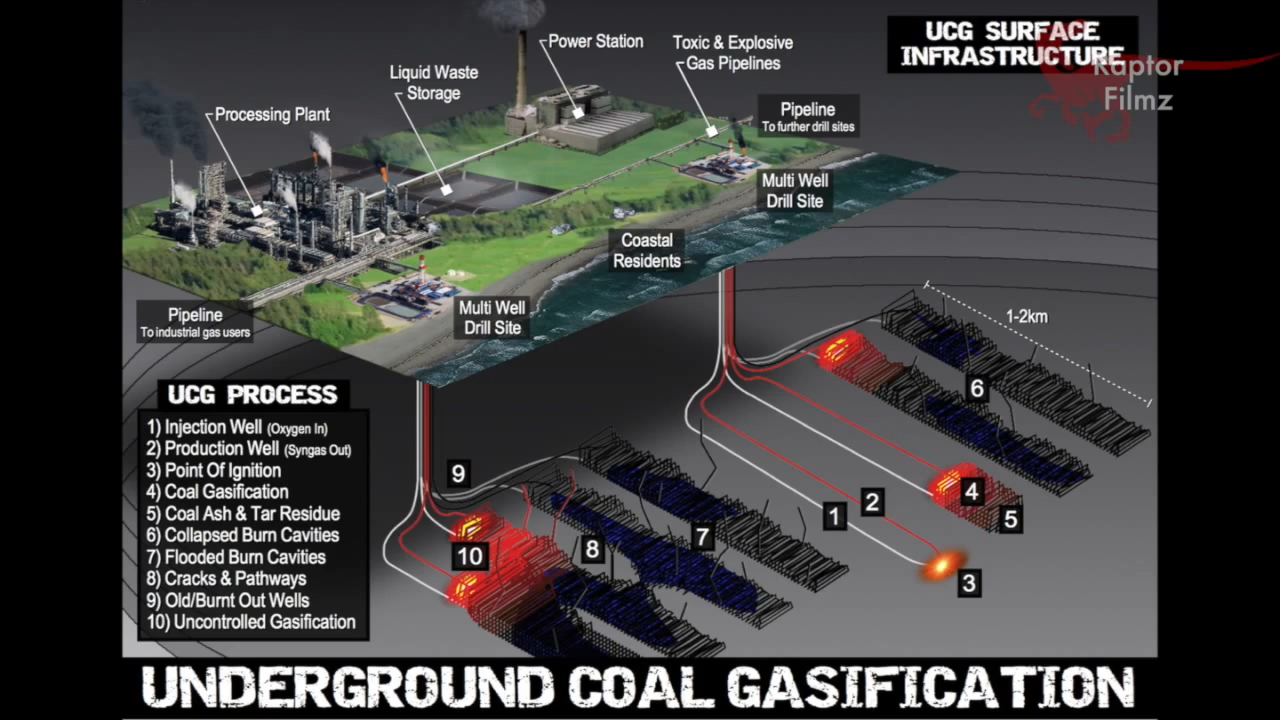 UCG SURFACE
INFRASTRUCTURE
Raptor
Filmz
Power Station
Toxic & Explosive
Gas Pipelines
Liquid Waste
Storage
Processing Plant
Pipeline
To further drill sites
Multi Well
Drill Site
Coastal
Residents
Multi Well
Drill Site
Pipeline
To industrial gas users
1-2km
UCG PROCESS
1) Injection Well (Oxygen In)
2) Production Well (Syngas Out)
3) Point Of Ignition
4) Coal Gasification
5) Coal Ash & Tar Residue
6) Collapsed Burn Cavities
7) Flooded Burn Cavities
8) Cracks & Pathways
9) Old/Burnt Out Wells
10) Uncontrolled Gasification
6
9
4
2
1
5
7
8
10
3
UNDERGROUND COAL GASIFICATION